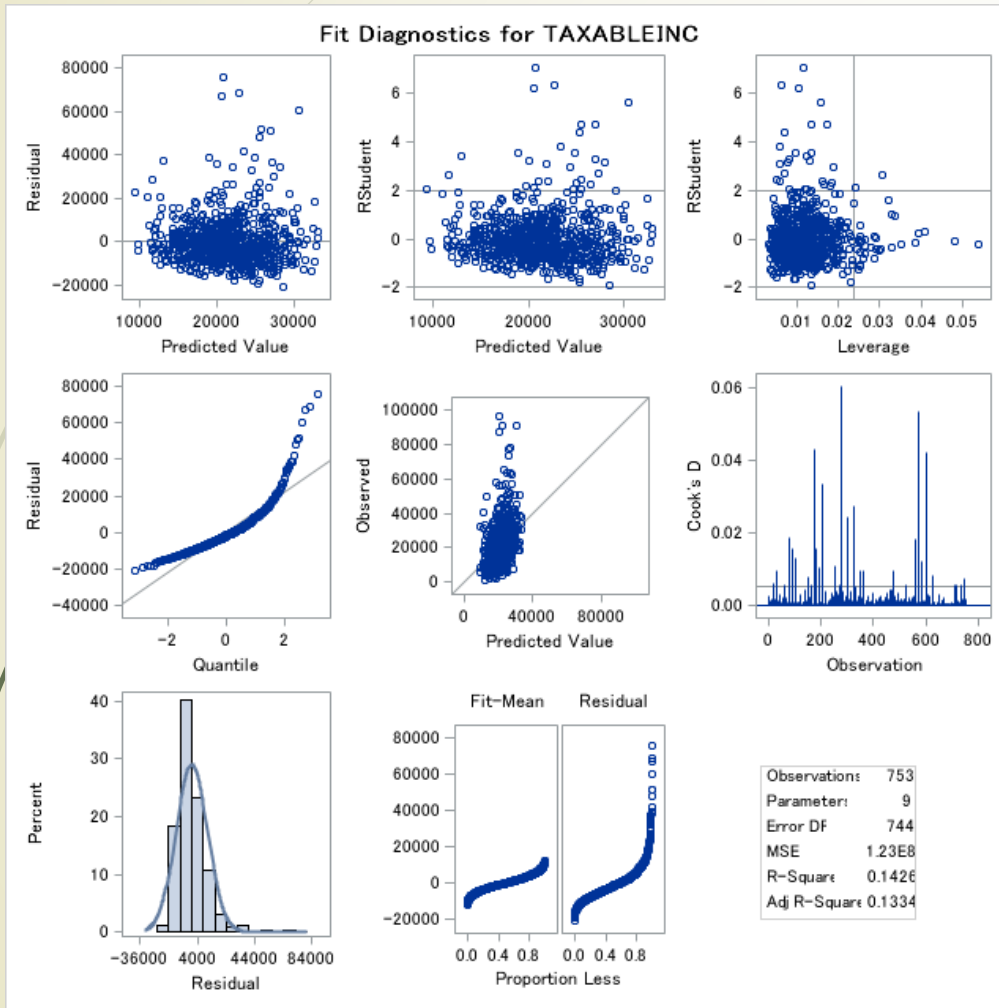 Fit Diagnostics for TAXABLEINC
80000
60000
40000
20000
0
-20000
Residual
10000 20000 30000
Predicted Value
6
4
2
0
-2
RStudent
10000 20000 30000
Predicted Value
6
4
2
0
-2
RStudent
0.01 0.02 0.03 0.04 0.05
Leverage
80000
60000
40000
20000
0
-20000
-40000
Residual
-2 0 2
Quantile
100000
80000
60000
40000
20000
0
Observed
0 40000 80000
Predicted Value
0.06
0.04
0.02
0.00
Cook's D
0 200 400 600 800
Observation
40
30
20
10
0
Percent
-36000 4000 44000 84000
Residual
Fit-Mean Residual
80000
60000
40000
20000
0
-20000
0.0 0.4 0.8 0.0 0.4 0.8
Proportion Less
Observations 753
Parameters 9
Error DF 744
MSE 1.23E8
R-Square 0.1426
Adj R-Square 0.1334